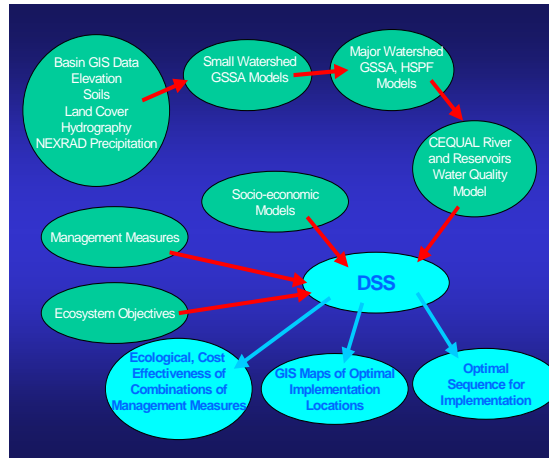 Basin GIS Data
Elevation
Soils
Land Cover
Hydrography
NEXRAD Precipitation
Small Watershed
GSSA Models
Major Watershed
GSSA, HSPF
Models
CEQUAL River
and Reservoirs
Water Quality
Model
Socio-economic
Models
Management Measures
DSS
Ecosystem Objectives
Ecological, Cost
Effectiveness of
Combinations of
Management Measures
GIS Maps of Optimal
Implementation
Locations
Optimal
Sequence for
Implementation